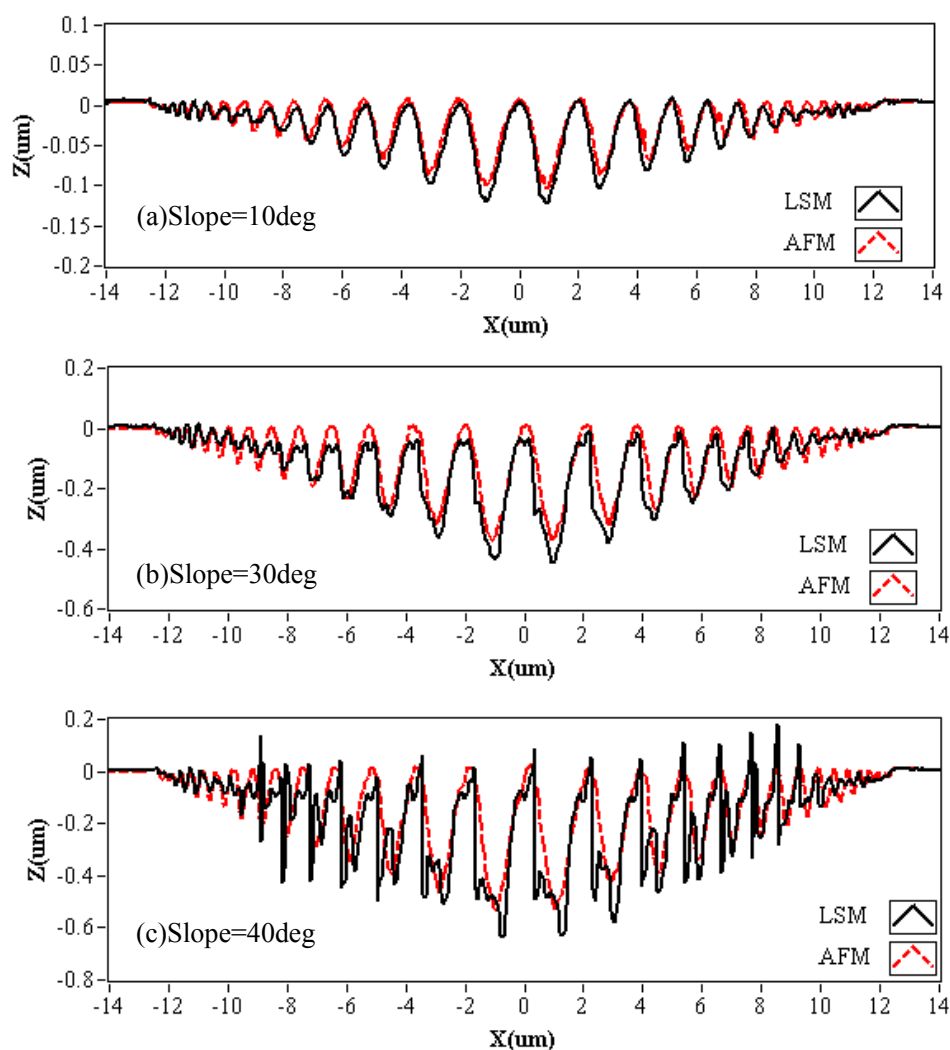 0.1
0.05
0
-0.05
-0.1
-0.15
-0.2
Z(um)
(a)Slope=10deg
LSM
AFM
-14 -12 -10 -8 -6 -4 -2 0 2 4 6 8 10 12 14
X(um)
0.2
0
-0.2
-0.4
-0.6
Z(um)
(b)Slope=30deg
LSM
AFM
-14 -12 -10 -8 -6 -4 -2 0 2 4 6 8 10 12 14
X(um)
0.2
0
-0.2
-0.4
-0.6
-0.8
Z(um)
(c)Slope=40deg
LSM
AFM
-14 -12 -10 -8 -6 -4 -2 0 2 4 6 8 10 12 14
X(um)